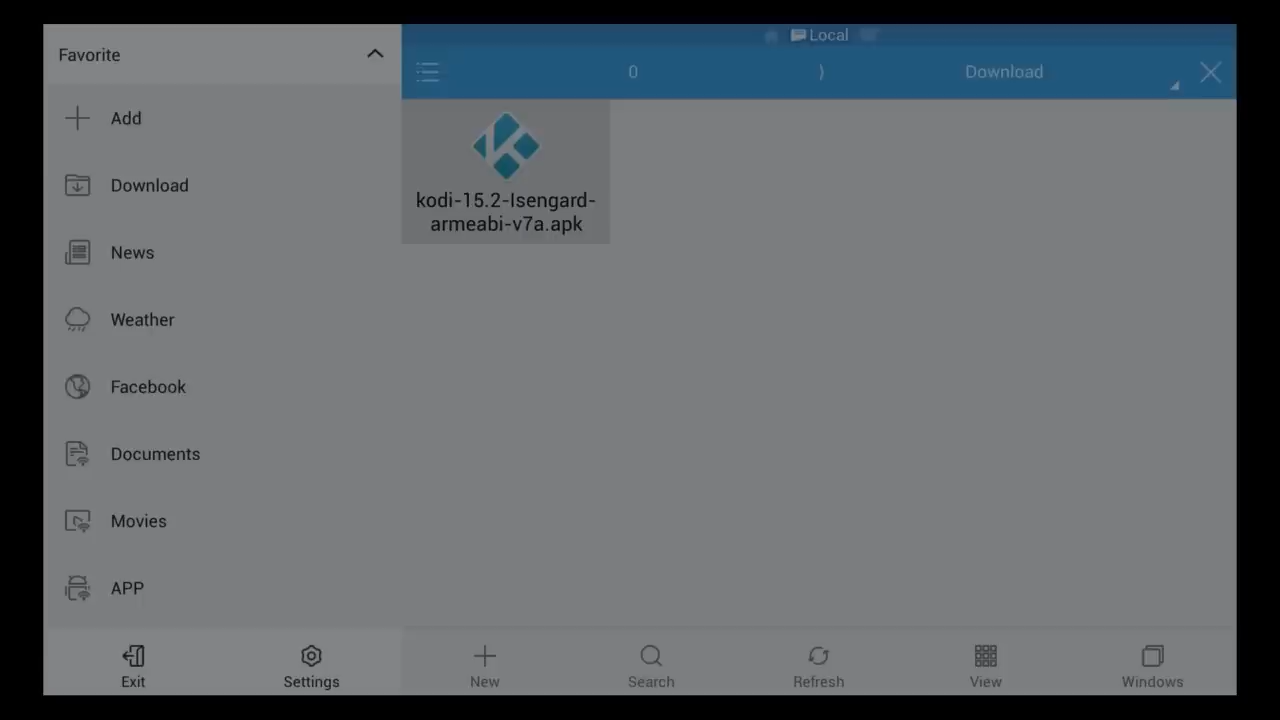 Favorite
Add
Download
News
Weather
Facebook
Documents
Movies
APP
Exit
Settings
Local
0
)
Download
kodi-15.2-Isengard-
armeabi-v7a.apk
New
Search
Refresh
View
Windows